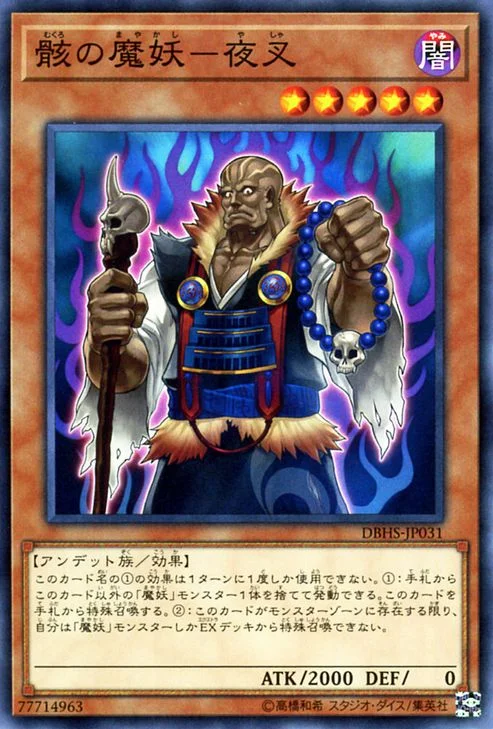 骸の魔妖－夜叉
闇
DBHS-JP031
【アンデット族／効果】
このカード名の①の効果は1ターンに1度しか使用できない。①：手札から
このカード以外の「魔妖」モンスター1体を捨てて発動できる。このカードを
手札から特殊召喚する。②：このカードがモンスターゾーンに存在する限り、
自分は「魔妖」モンスターしかEXデッキから特殊召喚できない。
ATK/2000 DEF/ 0
77714963
©高橋和希 スタジオ・ダイス/集英社